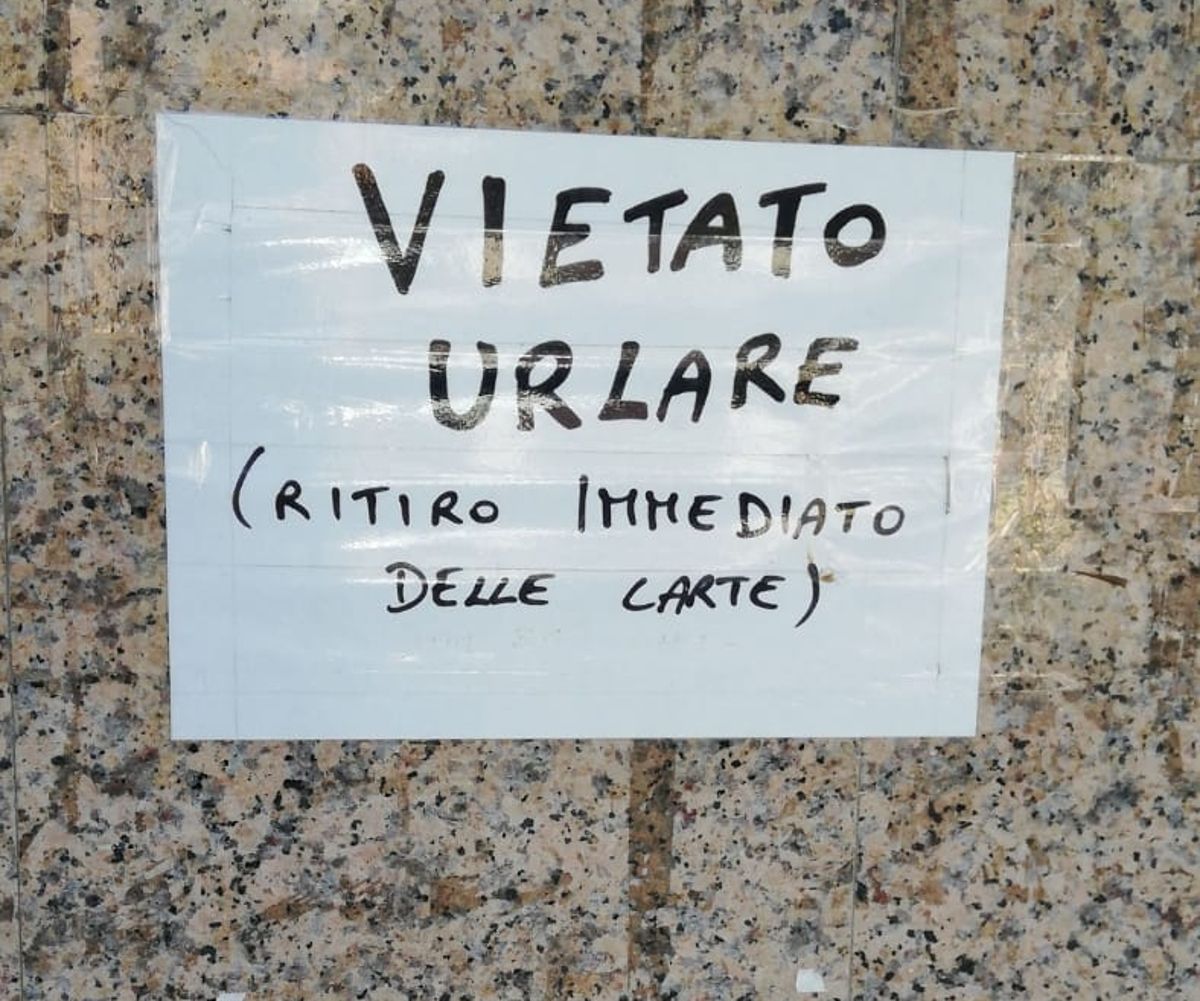 VIETATO
URLARE
(RITIRO IMMEDIATO
DELLE CARTE)